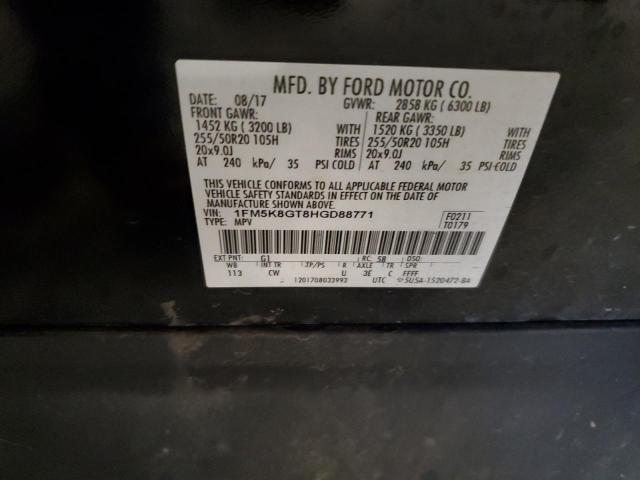 MFD. BY FORD MOTOR CO.
DATE: 08/17 GVWR: 2858 KG ( 6300 LB)
FRONT GAWR: REAR GAWR:
1452 KG ( 3200 LB) WITH 1520 KG ( 3350 LB) WITH
255/50R20 105H TIRES 255/50R20 105H TIRES
20x9.0J RIMS 20x9.0J RIMS
AT 240 kPa/ 35 PSI COLD AT 240 kPa/ 35 PSI COLD
THIS VEHICLE CONFORMS TO ALL APPLICABLE FEDERAL MOTOR
VEHICLE SAFETY STANDARDS IN EFFECT ON THE DATE OF
MANUFACTURE SHOWN ABOVE.
VIN: 1FM5K8GT8HGD88771 F0211
TYPE: MPV T0179
EXT PNT: G1 RC: 58 DSO:
WB INT TR TP/PS R AXLE TR SPR
113 CW U 3E C FFFF
1201708032992 UTC 5USA-1520472-BA